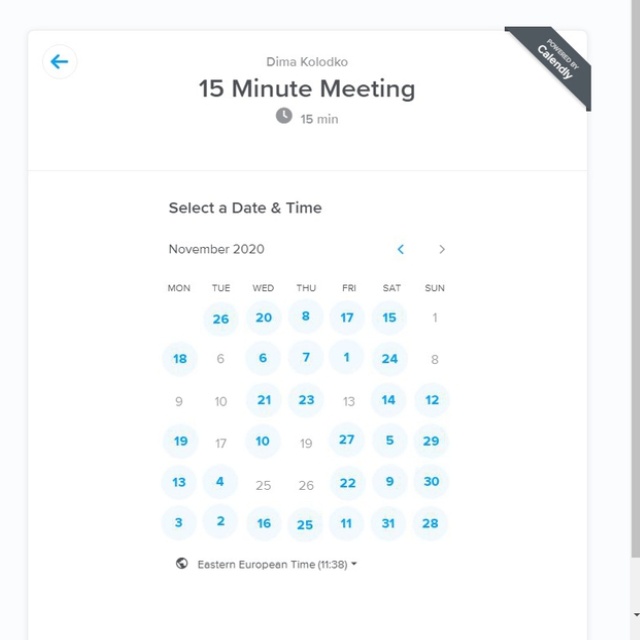 POWERED BY
Calendly
Dima Kolodko
15 Minute Meeting
15 min
Select a Date & Time
November 2020
MON TUE WED THU FRI SAT SUN
26 20 8 17 15 1
18 6 6 7 1 24 8
9 10 21 23 13 14 12
19 17 10 19 27 5 29
13 4 25 26 22 9 30
3 2 16 25 11 31 28
Eastern European Time (11:38)